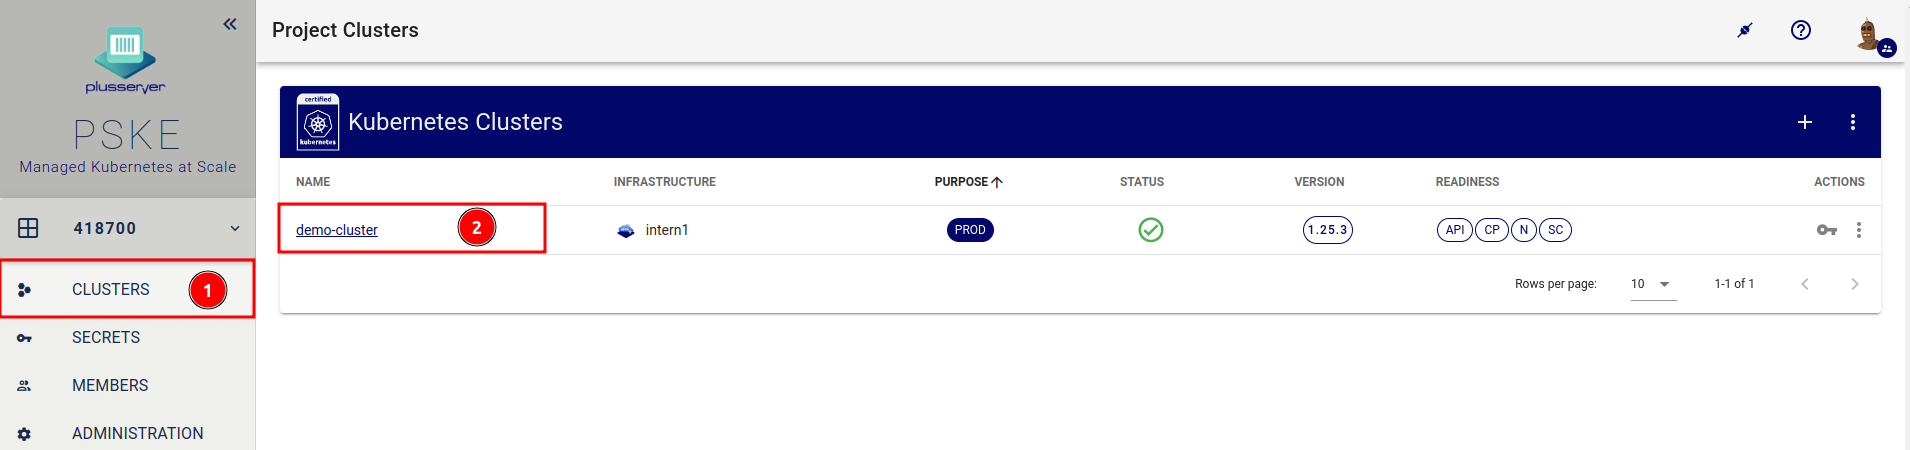 plusserver
PSKE
Managed Kubernetes at Scale
418700
CLUSTERS 1
SECRETS
MEMBERS
ADMINISTRATION
Project Clusters
certified
kubernetes
Kubernetes Clusters
NAME INFRASTRUCTURE PURPOSE STATUS VERSION READINESS ACTIONS
demo-cluster 2 intern1 PROD 1.25.3 API CP N SC
Rows per page: 10 1-1 of 1